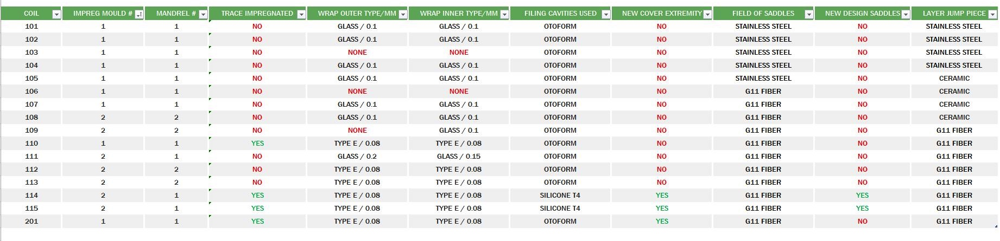 COIL IMPREG MOULD # MANDREL # TRACE IMPREGNATED WRAP OUTER TYPE/MM WRAP INNER TYPE/MM FILING CAVITIES USED NEW COVER EXTREMITY FIELD OF SADDLES NEW DESIGN SADDLES LAYER JUMP PIECE
101 1 1 NO GLASS / 0.1 GLASS / 0.1 OTOFORM NO STAINLESS STEEL NO STAINLESS STEEL
102 1 1 NO GLASS / 0.1 GLASS / 0.1 OTOFORM NO STAINLESS STEEL NO STAINLESS STEEL
103 1 1 NO NONE NONE OTOFORM NO STAINLESS STEEL NO STAINLESS STEEL
104 1 1 NO GLASS / 0.1 GLASS / 0.1 OTOFORM NO STAINLESS STEEL NO STAINLESS STEEL
105 1 1 NO GLASS / 0.1 GLASS / 0.1 OTOFORM NO STAINLESS STEEL NO CERAMIC
106 1 1 NO NONE NONE OTOFORM NO G11 FIBER NO CERAMIC
107 1 1 NO GLASS / 0.1 GLASS / 0.1 OTOFORM NO G11 FIBER NO CERAMIC
108 2 2 NO GLASS / 0.1 GLASS / 0.1 OTOFORM NO G11 FIBER NO CERAMIC
109 2 2 NO NONE GLASS / 0.1 OTOFORM NO G11 FIBER NO G11 FIBER
110 1 1 YES TYPE E / 0.08 TYPE E / 0.08 OTOFORM NO G11 FIBER NO G11 FIBER
111 2 1 NO GLASS / 0.2 GLASS / 0.15 OTOFORM NO G11 FIBER NO G11 FIBER
112 2 2 NO TYPE E / 0.08 TYPE E / 0.08 OTOFORM NO G11 FIBER NO G11 FIBER
113 2 2 NO TYPE E / 0.08 TYPE E / 0.08 OTOFORM NO G11 FIBER NO G11 FIBER
114 2 1 YES TYPE E / 0.08 TYPE E / 0.08 SILICONE T4 YES G11 FIBER YES G11 FIBER
115 2 1 YES TYPE E / 0.08 TYPE E / 0.08 SILICONE T4 YES G11 FIBER YES G11 FIBER
201 1 1 YES TYPE E / 0.08 TYPE E / 0.08 OTOFORM YES G11 FIBER NO G11 FIBER